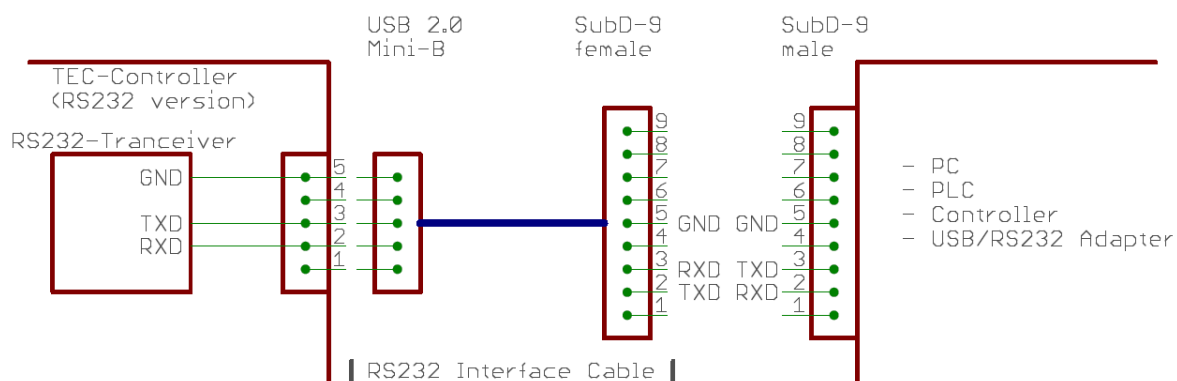 USB 2.0
Mini-B
SubD-9
female
SubD-9
male
TEC-Controller
(RS232 version)
RS232-Tranceiver
GND
TXD
RXD
5
4
3
2
1
9
8
7
6
5
4
3
2
1
GND
RXD
TXD
GND
TXD
RXD
9
8
7
6
5
4
3
2
1
- PC
- PLC
- Controller
- USB/RS232 Adapter
RS232 Interface Cable